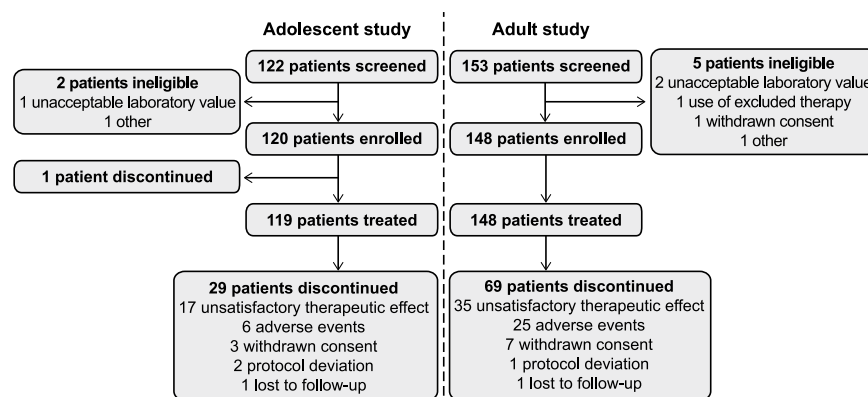 Adolescent study
Adult study
122 patients screened
153 patients screened
2 patients ineligible
1 unacceptable laboratory value
1 other
5 patients ineligible
2 unacceptable laboratory value
1 use of excluded therapy
1 withdrawn consent
1 other
120 patients enrolled
148 patients enrolled
1 patient discontinued
119 patients treated
148 patients treated
29 patients discontinued
17 unsatisfactory therapeutic effect
6 adverse events
3 withdrawn consent
2 protocol deviation
1 lost to follow-up
69 patients discontinued
35 unsatisfactory therapeutic effect
25 adverse events
7 withdrawn consent
1 protocol deviation
1 lost to follow-up